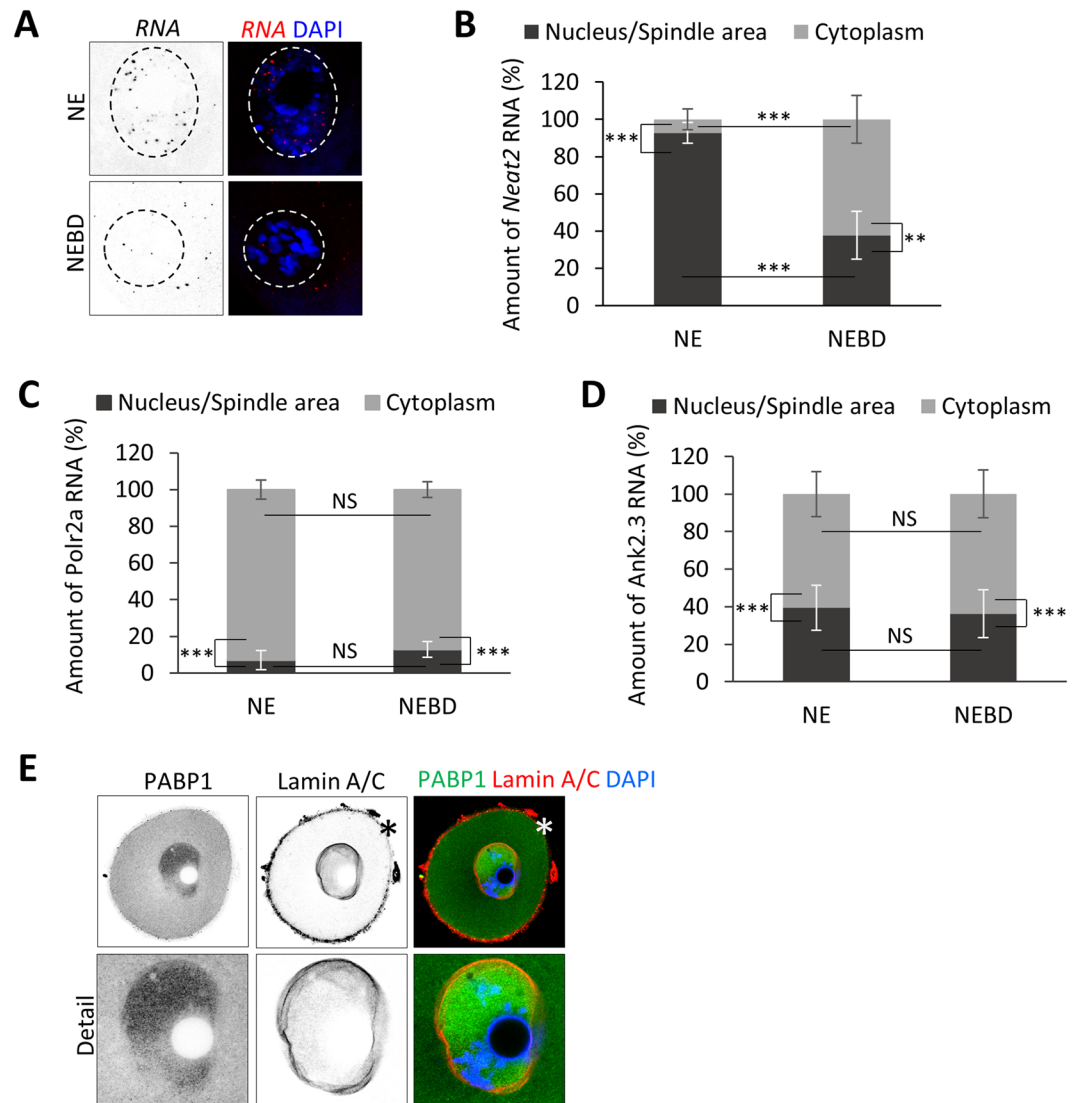 A
RNA
RNA DAPI
NE
NEBD
B
Nucleus/Spindle area
Cytoplasm
Amount of Neat2 RNA (%)
120
100
80
60
40
20
0
***
***
***
**
NE
NEBD
C
Nucleus/Spindle area
Cytoplasm
Amount of Polr2a RNA (%)
120
100
80
60
40
20
0
NS
NS
***
***
NE
NEBD
D
Nucleus/Spindle area
Cytoplasm
Amount of Ank2.3 RNA (%)
120
100
80
60
40
20
0
NS
NS
***
***
NE
NEBD
E
PABP1
Lamin A/C
PABP1 Lamin A/C DAPI
*
*
Detail